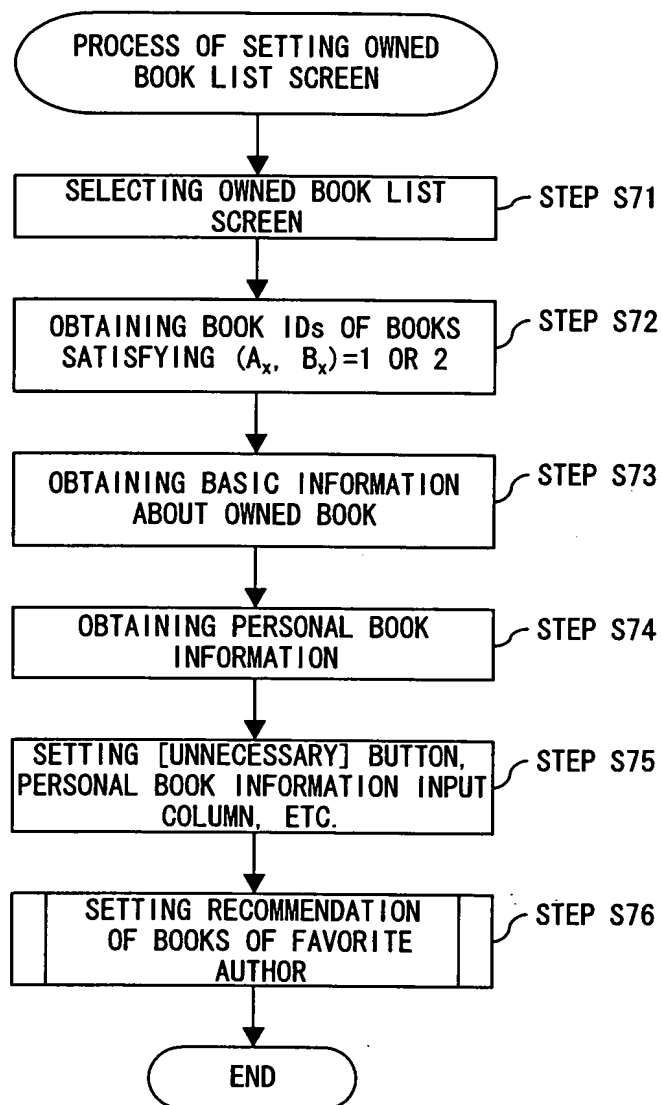 PROCESS OF SETTING OWNED
BOOK LIST SCREEN
SELECTING OWNED BOOK LIST
SCREEN
STEP S71
OBTAINING BOOK IDs OF BOOKS
SATISFYING (Aₓ, Bₓ)=1 OR 2
STEP S72
OBTAINING BASIC INFORMATION
ABOUT OWNED BOOK
STEP S73
OBTAINING PERSONAL BOOK
INFORMATION
STEP S74
SETTING [UNNECESSARY] BUTTON,
PERSONAL BOOK INFORMATION INPUT
COLUMN, ETC.
STEP S75
SETTING RECOMMENDATION
OF BOOKS OF FAVORITE
AUTHOR
STEP S76
END